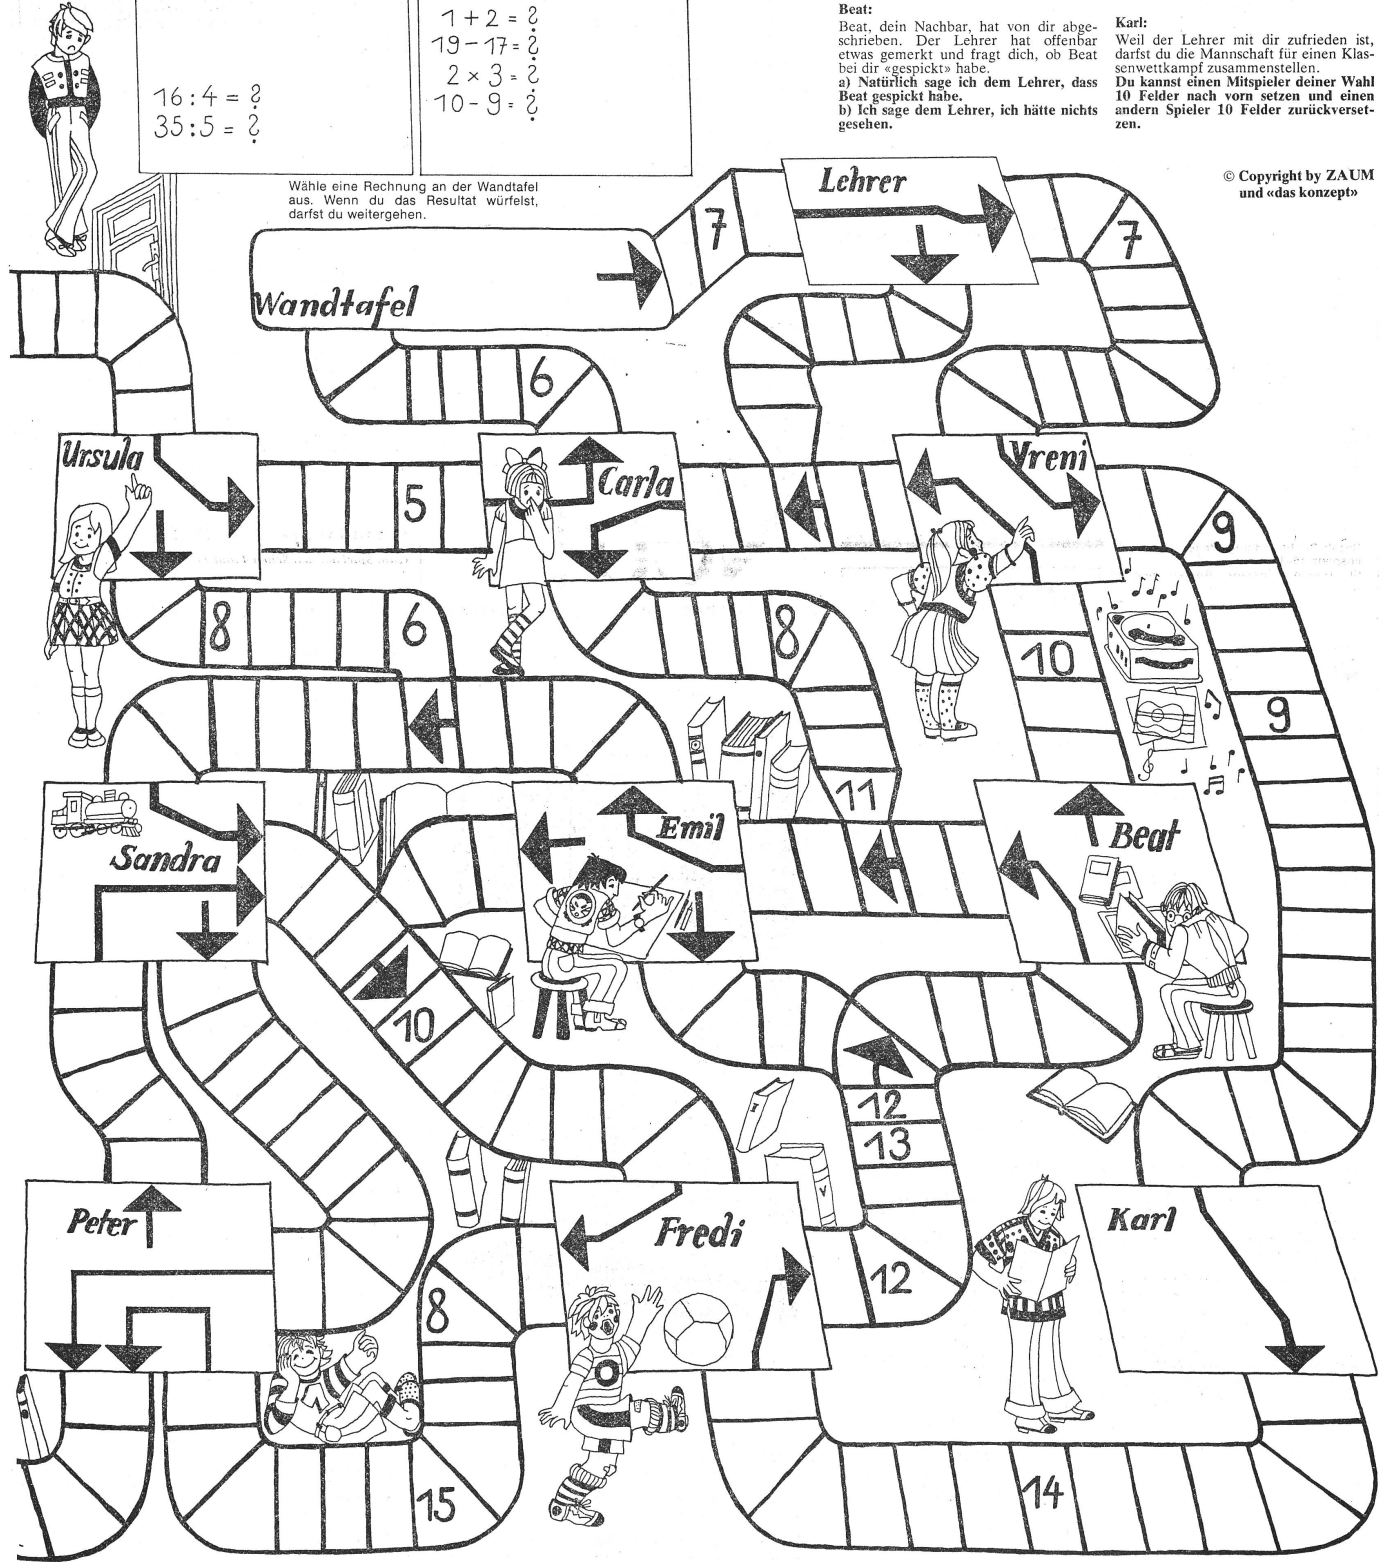 16 : 4 = ?
35 : 5 = ?
1 + 2 = ?
19 - 17 = ?
2 × 3 = ?
10 - 9 = ?
Wähle eine Rechnung an der Wandtafel
aus. Wenn du das Resultat würfelst,
darfst du weitergehen.
Beat:
Beat, dein Nachbar, hat von dir abge-
schrieben. Der Lehrer hat offenbar
etwas gemerkt und fragt dich, ob Beat
bei dir «gespickt» habe.
a) Natürlich sage ich dem Lehrer, dass
Beat gespickt habe.
b) Ich sage dem Lehrer, ich hätte nichts
gesehen.
Karl:
Weil der Lehrer mit dir zufrieden ist,
darfst du die Mannschaft für einen Klas-
senwettkampf zusammenstellen.
Du kannst einen Mitspieler deiner Wahl
10 Felder nach vorn setzen und einen
andern Spieler 10 Felder zurückverset-
zen.
© Copyright by ZAUM
und «das konzept»
Lehrer
7
7
Wandtafel
6
Ursula
5
Carla
Vreni
9
8
6
8
10
9
11
Sandra
Emil
Beat
10
12
13
Peter
Fredi
Karl
12
8
15
14